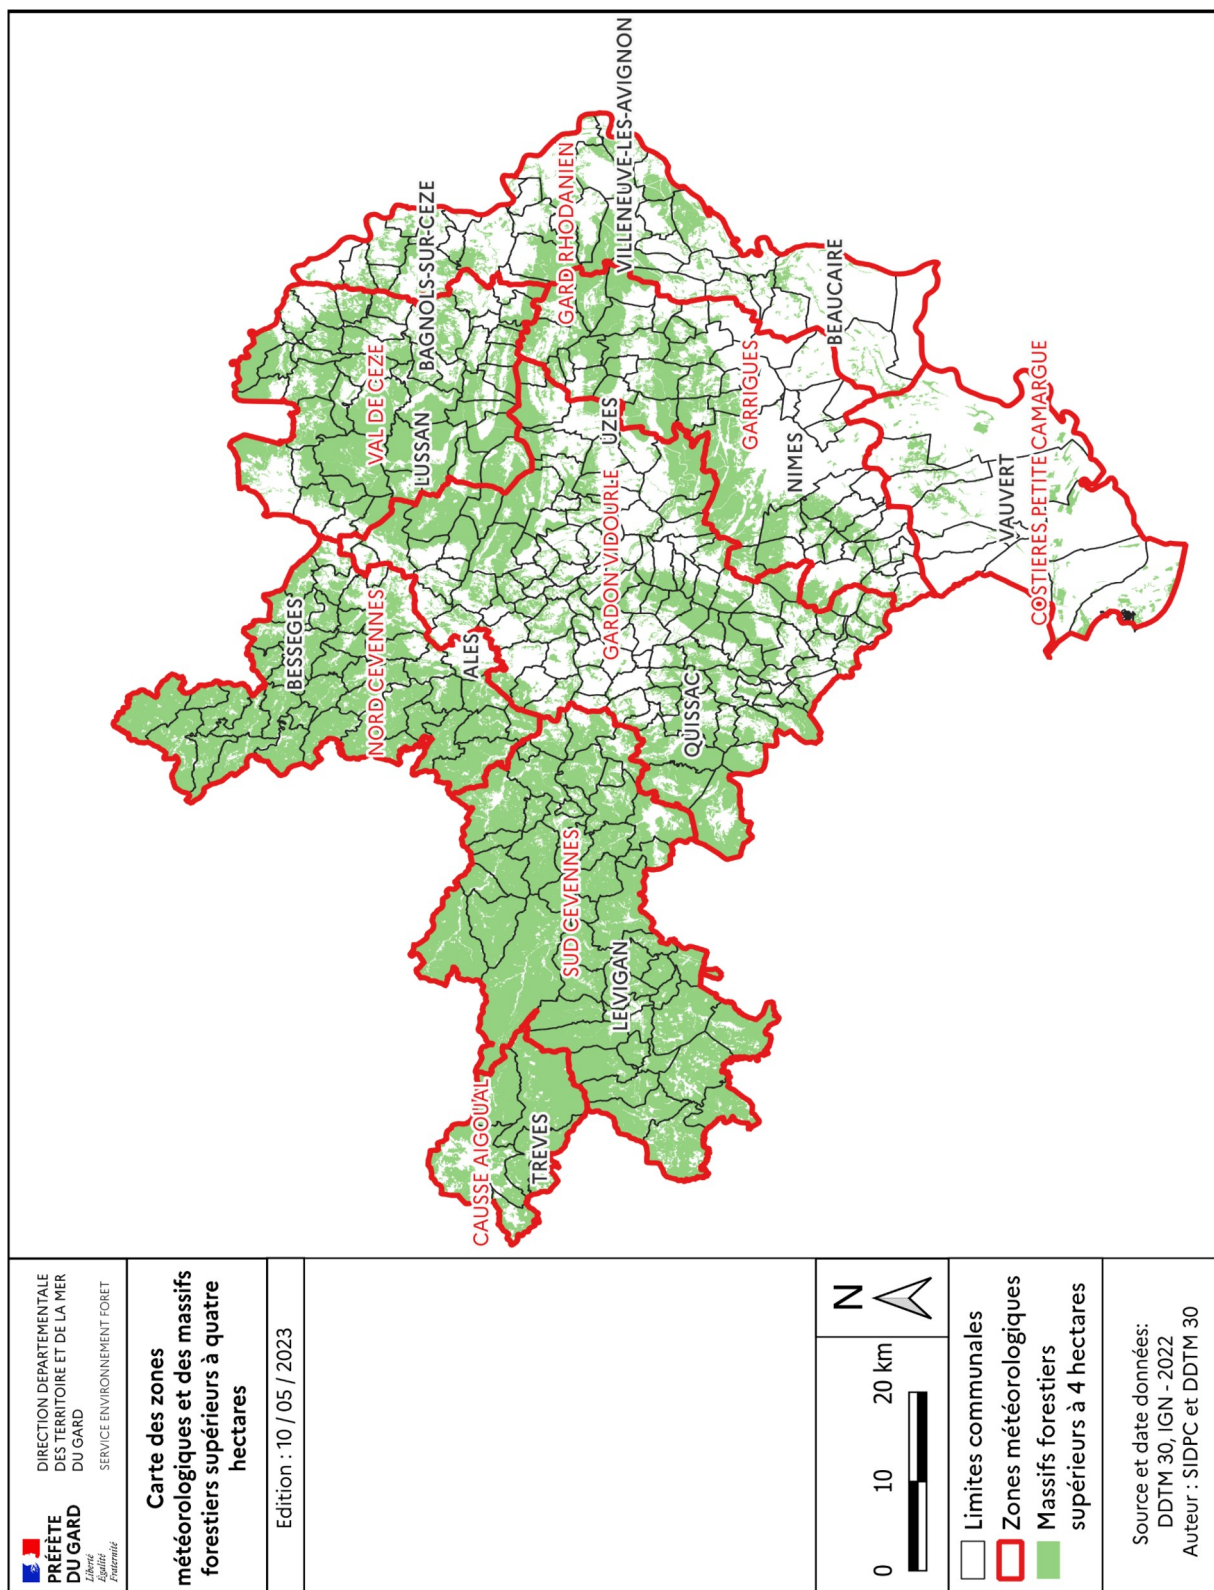 PRÉFÈTE
DU GARD
Liberté
Égalité
Fraternité
DIRECTION DEPARTEMENTALE
DES TERRITOIRE ET DE LA MER
DU GARD
SERVICE ENVIRONNEMENT FORET
Carte des zones
météorologiques et des massifs
forestiers supérieurs à quatre
hectares
Edition : 10 / 05 / 2023
N
0 10 20 km
Limites communales
Zones météorologiques
Massifs forestiers
supérieurs à 4 hectares
Source et date données:
DDTM 30, IGN - 2022
Auteur : SIDPC et DDTM 30
BESSEGES
NORD CEVENNES
VAL DE CEZE
LUSSAN
BAGNOLS-SUR-CEZE
ALES
CAUSSE AIGOUAL
TREVES
SUD CEVENNES
GARD RHODANIEN
UZES
GARDON VIDOURLE
LE VIGAN
VILLENEUVE-LES-AVIGNON
QUISSAC
GARRIGUES
NIMES
BEAUCAIRE
VAUVERT
COSTIERES PETITE CAMARGUE